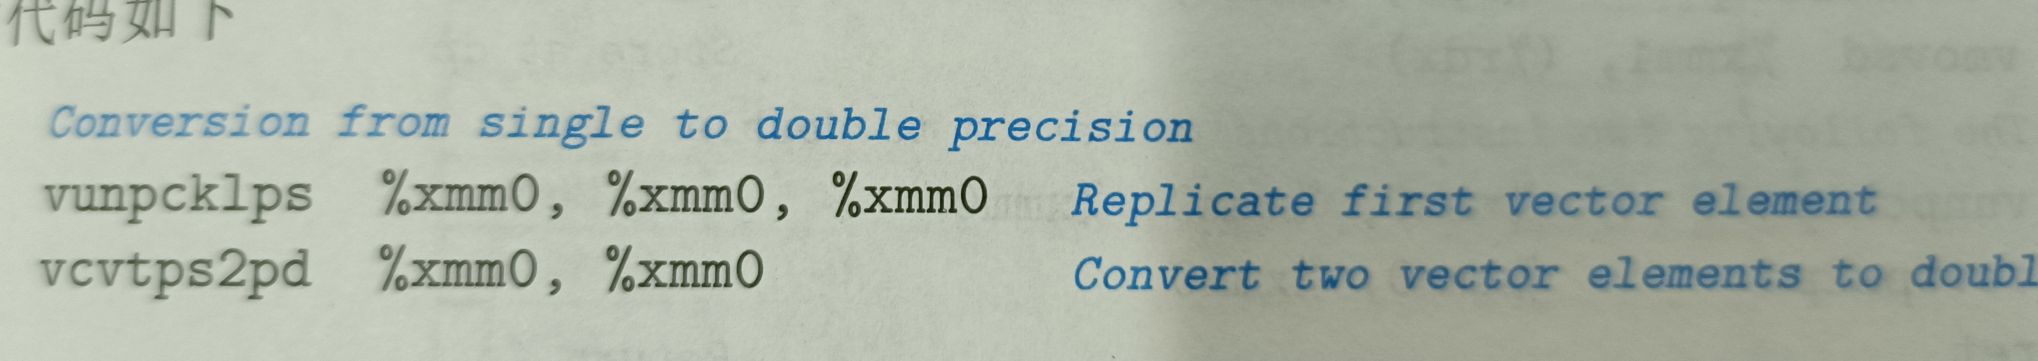 代码如下
Conversion from single to double precision
vunpcklps %xmm0, %xmm0, %xmm0 Replicate first vector element
vcvtps2pd %xmm0, %xmm0 Convert two vector elements to doubl